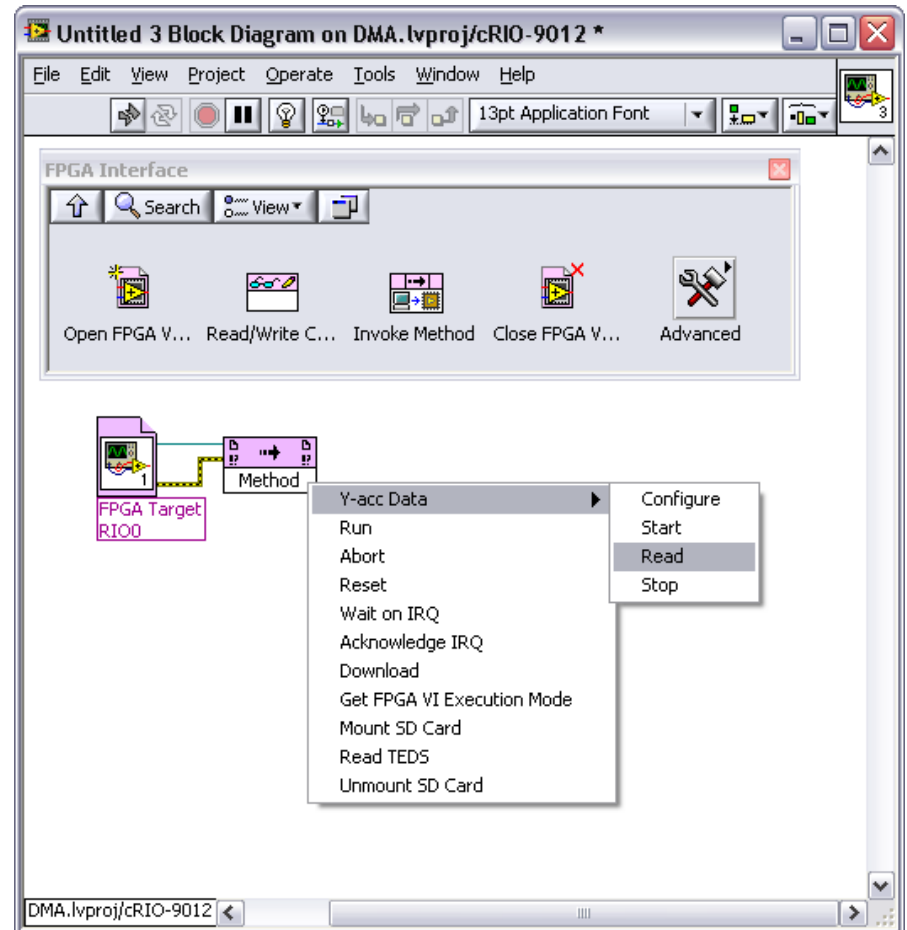 Untitled 3 Block Diagram on DMA.lvproj/cRIO-9012 *
File Edit View Project Operate Tools Window Help
13pt Application Font
3
FPGA Interface
Search View
Open FPGA V... Read/Write C... Invoke Method Close FPGA V... Advanced
1
Method
FPGA Target
RIO0
Y-acc Data
Run
Abort
Reset
Wait on IRQ
Acknowledge IRQ
Download
Get FPGA VI Execution Mode
Mount SD Card
Read TEDS
Unmount SD Card
Configure
Start
Read
Stop
DMA.lvproj/cRIO-9012